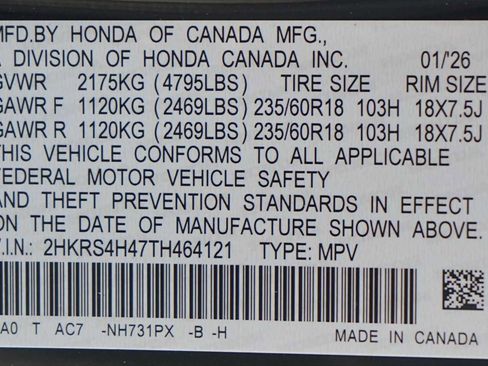 MFD.BY HONDA OF CANADA MFG.,
A DIVISION OF HONDA CANADA INC. 01/'26
GVWR 2175KG (4795LBS) TIRE SIZE RIM SIZE
GAWR F 1120KG (2469LBS) 235/60R18 103H 18X7.5J
GAWR R 1120KG (2469LBS) 235/60R18 103H 18X7.5J
THIS VEHICLE CONFORMS TO ALL APPLICABLE
FEDERAL MOTOR VEHICLE SAFETY
AND THEFT PREVENTION STANDARDS IN EFFECT
ON THE DATE OF MANUFACTURE SHOWN ABOVE.
V.I.N.: 2HKRS4H47TH464121 TYPE: MPV
A0 T AC7 -NH731PX -B -H
MADE IN CANADA